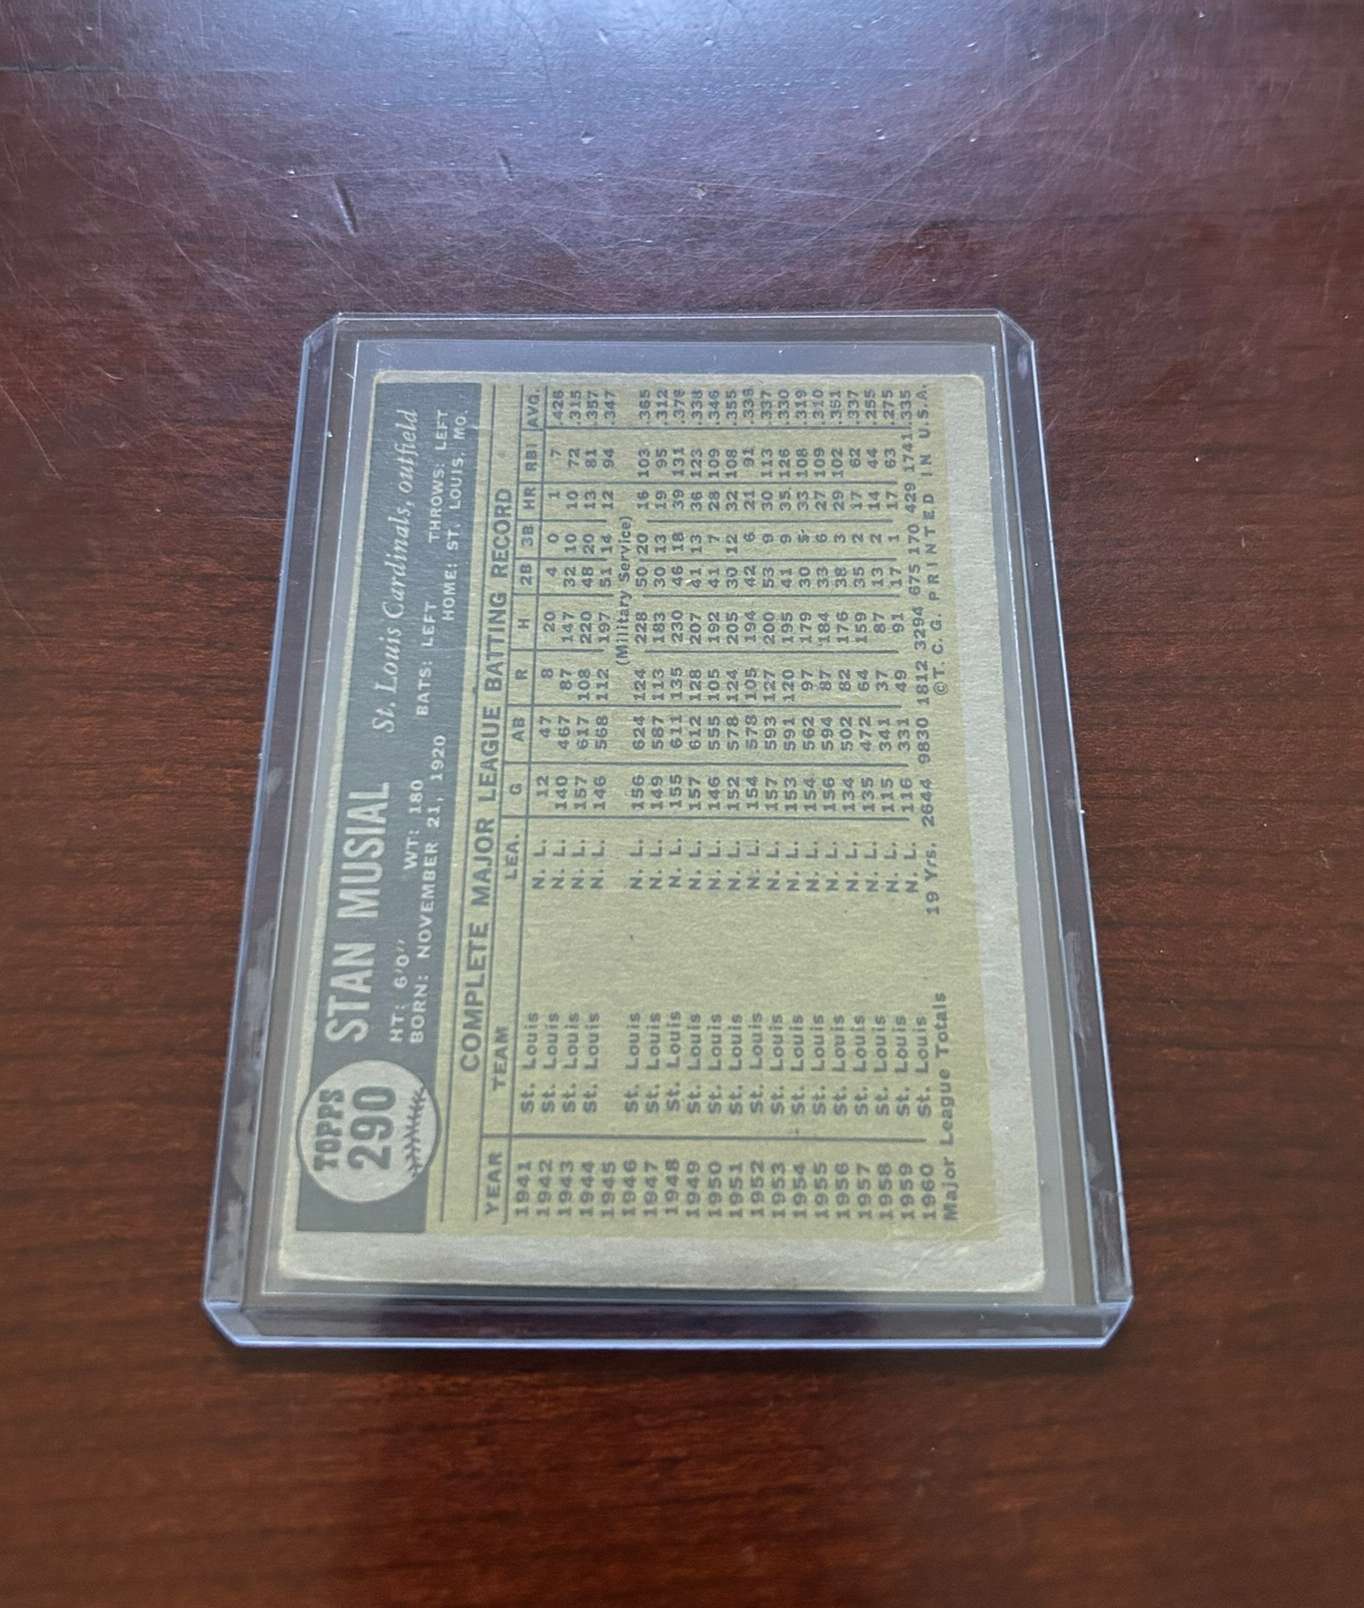 TOPPS
290
STAN MUSIAL St. Louis Cardinals, outfield
HT: 6'0" WT: 180 BATS: LEFT THROWS: LEFT
BORN: NOVEMBER 21, 1920 HOME: ST. LOUIS, MO.
COMPLETE MAJOR LEAGUE BATTING RECORD
YEAR TEAM LEA. G AB R H 2B 3B HR RBI AVG.
1941 St. Louis N. L. 12 47 8 20 4 0 1 7 .426
1942 St. Louis N. L. 140 467 87 147 32 10 10 72 .315
1943 St. Louis N. L. 157 617 108 220 48 20 13 81 .357
1944 St. Louis N. L. 146 568 112 197 51 14 12 94 .347
1945 (Military Service)
1946 St. Louis N. L. 156 624 124 228 50 20 16 103 .365
1947 St. Louis N. L. 149 587 113 183 30 13 19 95 .312
1948 St. Louis N. L. 155 611 135 230 46 18 39 131 .376
1949 St. Louis N. L. 157 612 128 207 41 13 36 123 .338
1950 St. Louis N. L. 146 555 105 192 41 7 28 109 .346
1951 St. Louis N. L. 152 578 124 205 30 12 32 108 .355
1952 St. Louis N. L. 154 578 105 194 42 6 21 91 .336
1953 St. Louis N. L. 157 593 127 200 53 9 30 113 .337
1954 St. Louis N. L. 153 591 120 195 41 9 35 126 .330
1955 St. Louis N. L. 154 562 97 179 30 5 33 108 .319
1956 St. Louis N. L. 156 594 87 184 33 6 27 109 .310
1957 St. Louis N. L. 134 502 82 176 38 3 29 102 .351
1958 St. Louis N. L. 135 472 64 159 35 2 17 62 .337
1959 St. Louis N. L. 115 341 37 87 13 2 14 44 .255
1960 St. Louis N. L. 116 331 49 91 17 1 17 63 .275
Major League Totals 19 Yrs. 2644 9830 1812 3294 675 170 429 1741 .335
© T. C. G. PRINTED IN U.S.A.